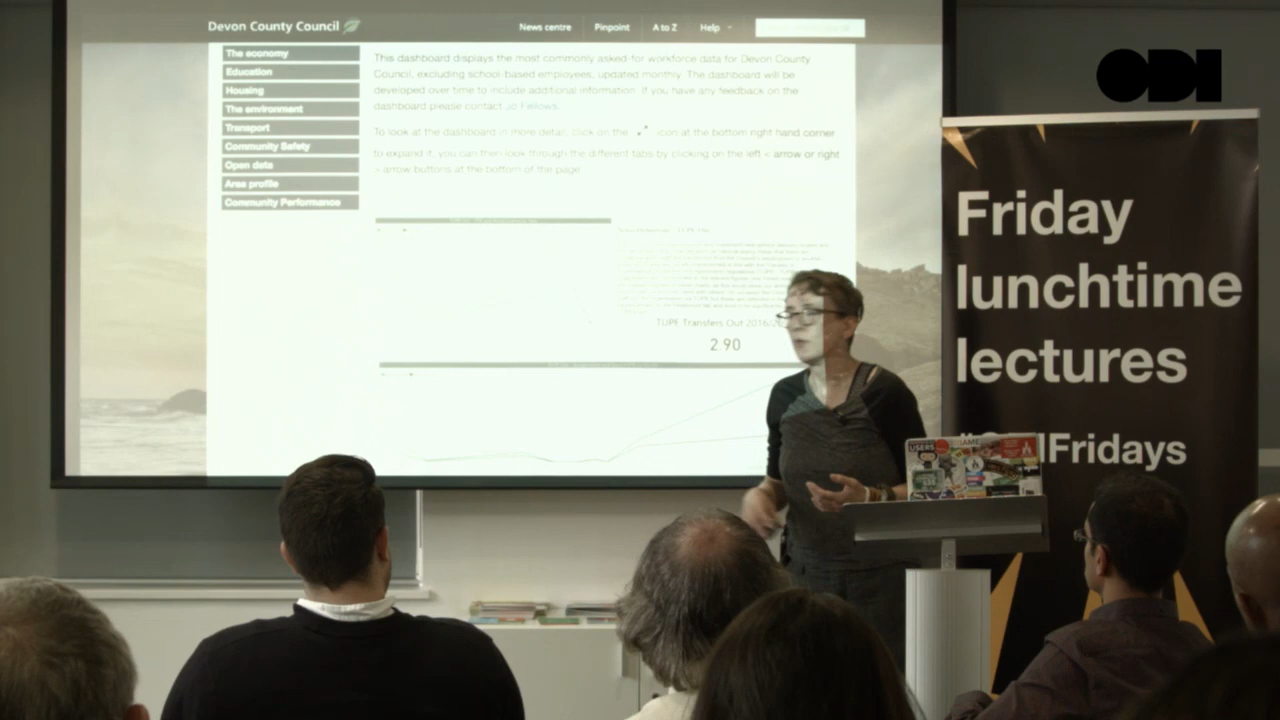 Devon County Council
News centre
Pinpoint
A to Z
Help
The economy
Education
Housing
The environment
Transport
Community Safety
Open data
Area profile
Community Performance
This dashboard displays the most commonly asked for workforce data for Devon County
Council, excluding school-based employees, updated monthly. The dashboard will be
developed over time to include additional information. If you have any feedback on the
dashboard please contact Jo Fellows.
To look at the dashboard in more detail, click on the icon at the bottom right hand corner
to expand it, you can then look through the different tabs by clicking on the left < arrow or right
> arrow buttons at the bottom of the page.
TUPE Transfers Out 2016/
2.90
ODI
Friday
lunchtime
lectures
Fridays
USERS